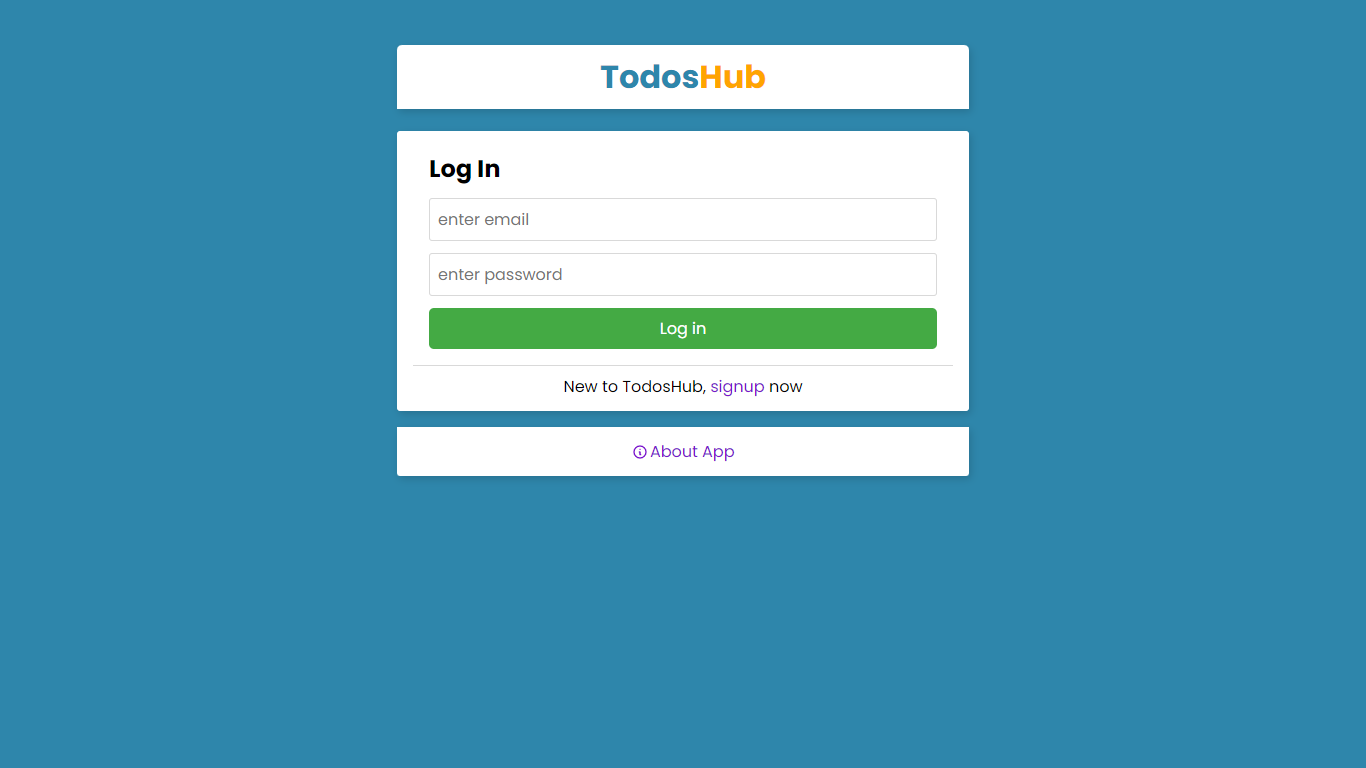 TodosHub
Log In
enter email
enter password
Log in
New to TodosHub, signup now
About App